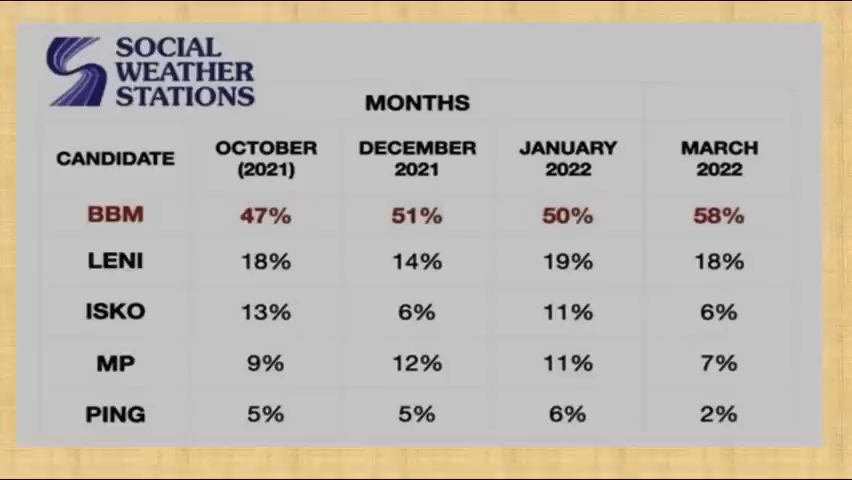 SOCIAL
WEATHER
STATIONS
MONTHS
CANDIDATE OCTOBER (2021) DECEMBER 2021 JANUARY 2022 MARCH 2022
BBM 47% 51% 50% 58%
LENI 18% 14% 19% 18%
ISKO 13% 6% 11% 6%
MP 9% 12% 11% 7%
PING 5% 5% 6% 2%